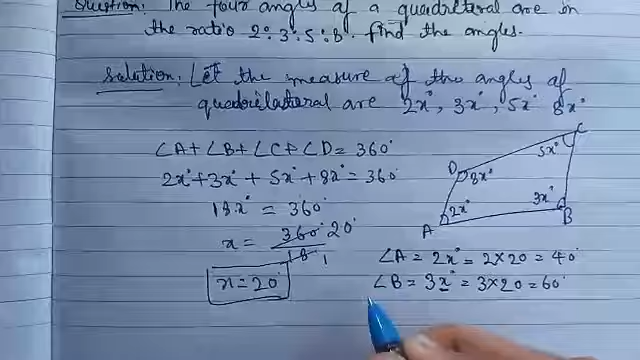 Question: The four angles of a quadrilateral are in
the ratio 2:3:5:8. find the angles.
Solution: Let the measure of the angles of
quadrilateral are 2x°, 3x°, 5x° 8x°
∠A+∠B+∠C+∠D=360°
2x°+3x°+5x°+8x°=360°
18x°=360°
x=360° 20°
18 1
x=20°
C
5x°
D
8x°
3x°
2x°
A
B
∠A=2x°=2×20=40°
∠B=3x°=3×20=60°